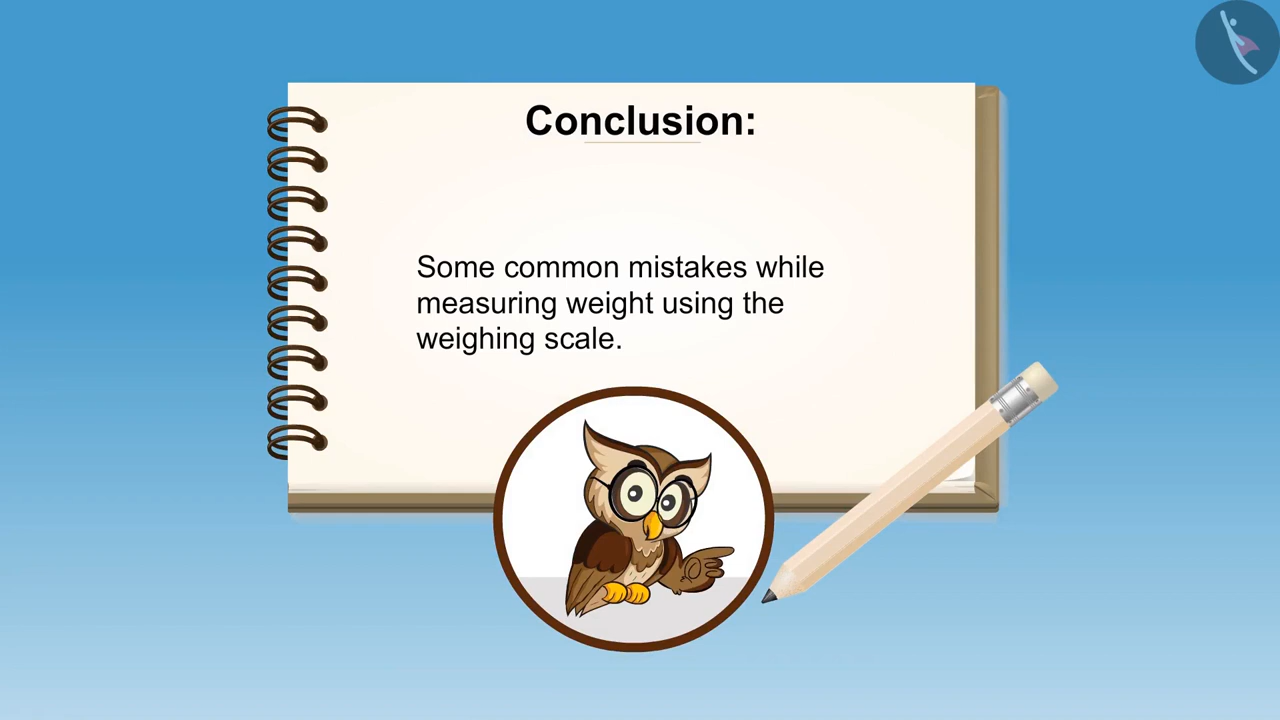 Conclusion:
Some common mistakes while
measuring weight using the
weighing scale.